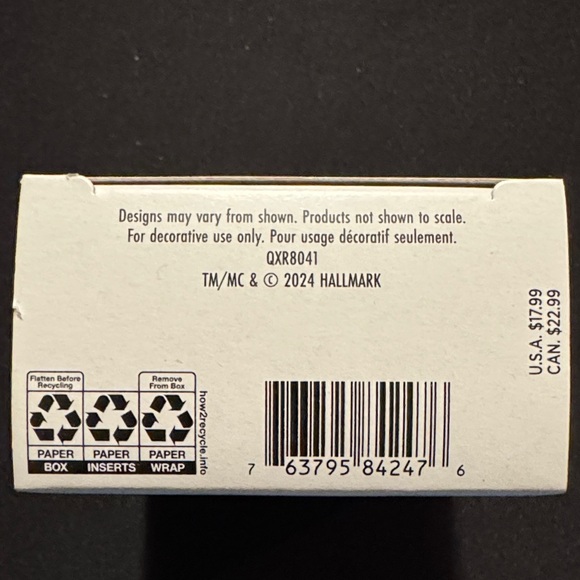 Designs may vary from shown. Products not shown to scale.
For decorative use only. Pour usage décoratif seulement.
QXR8041
TM/MC & © 2024 HALLMARK
U.S.A. $17.99
CAN. $22.99
Flatten Before
Recycling
Remove
From Box
PAPER
PAPER
PAPER
BOX
INSERTS
WRAP
how2recycle.info
7 63795 84247 6